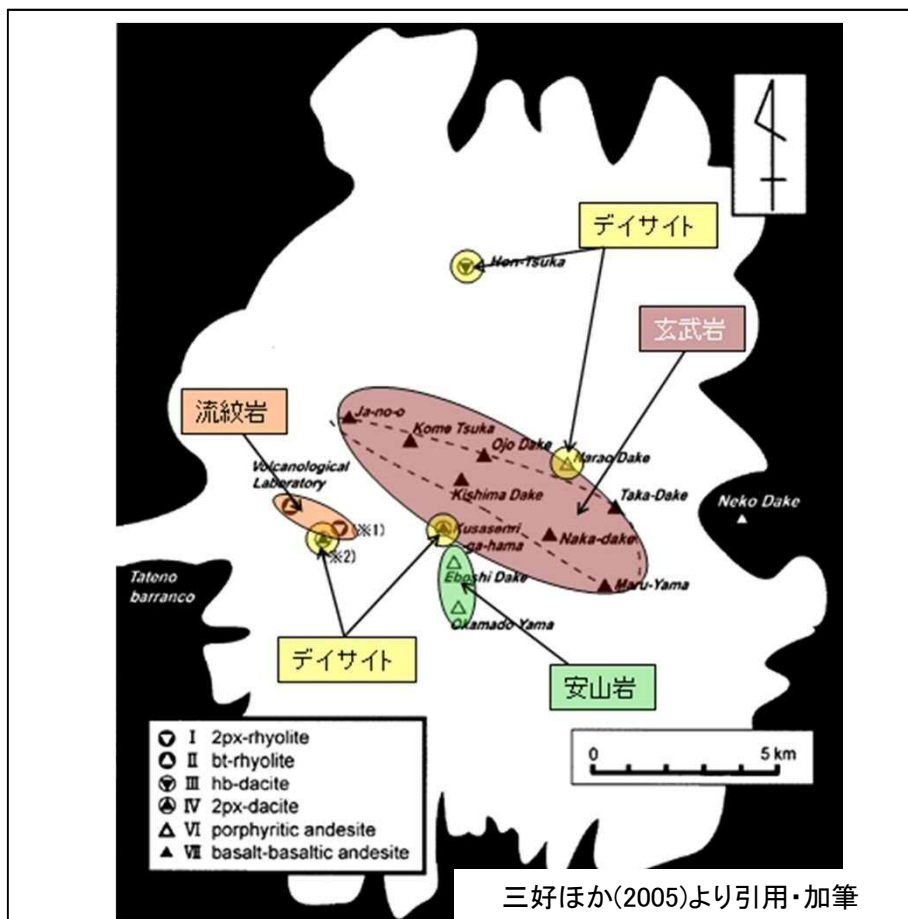 デイサイト
Hon-Tsuka
玄武岩
流紋岩
Ja-no-o
Kome Tsuka
Ojo Dake
Narao Dake
Volcanological
Laboratory
Kishima Dake
Taka-Dake
Neko Dake
(※1)
Kusasenri
-ga-hama
Naka-dake
※2)
Tateno
barranco
Eboshi Dake
Maru-Yama
Okamado Yama
デイサイト
安山岩
I 2px-rhyolite
II bt-rhyolite
III hb-dacite
IV 2px-dacite
VI porphyritic andesite
VII basalt-basaltic andesite
0 5 km
三好ほか(2005)より引用・加筆